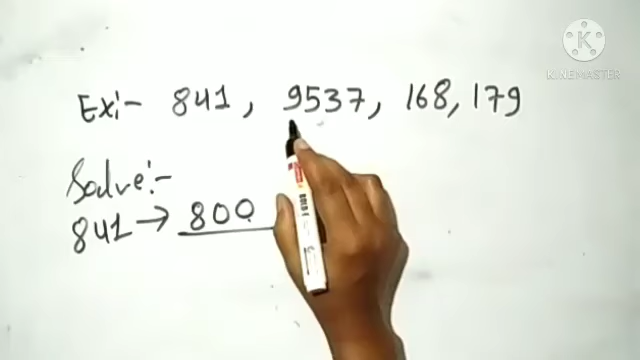 Ex:- 841, 9537, 168,179
Solve:-
841 → 800
KINEMASTER